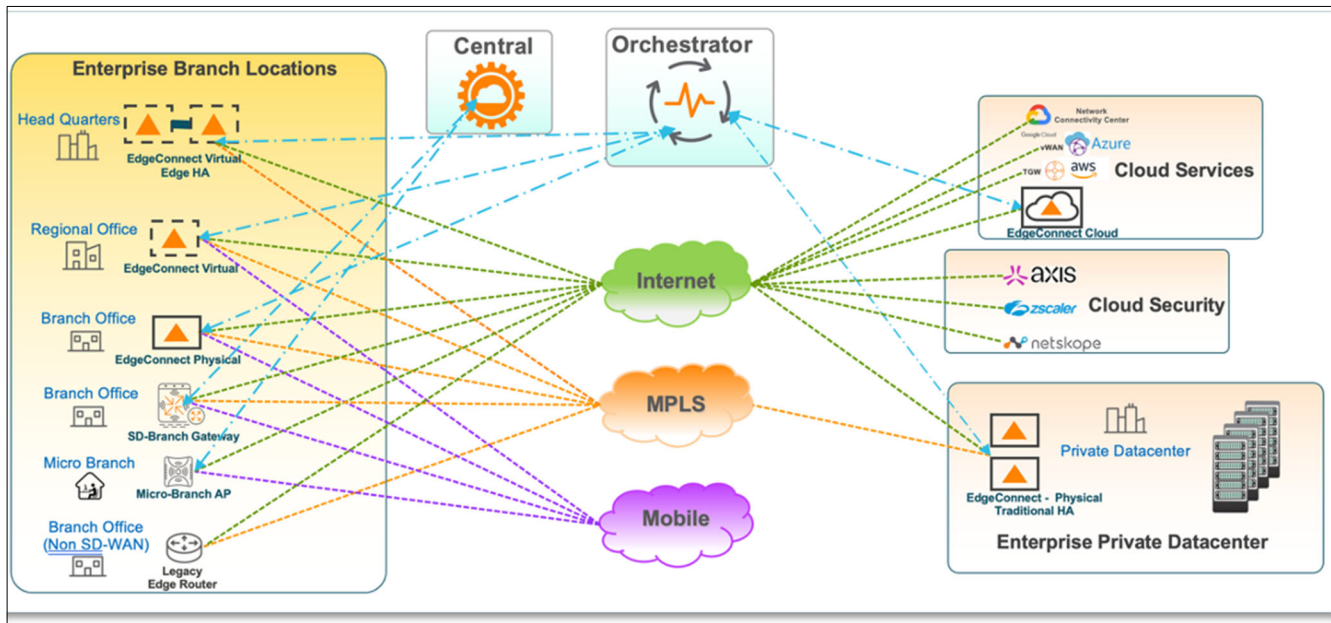 Enterprise Branch Locations
Head Quarters
EdgeConnect Virtual
Edge HA
Regional Office
EdgeConnect Virtual
Branch Office
EdgeConnect Physical
Branch Office
SD-Branch Gateway
Micro Branch
Micro-Branch AP
Branch Office
(Non SD-WAN)
Legacy
Edge Router
Central
Orchestrator
Internet
MPLS
Mobile
Network
Connectivity Center
Google Cloud
vWAN Azure
TGW aws
Cloud Services
EdgeConnect Cloud
axis
zscaler
Cloud Security
netskope
Private Datacenter
EdgeConnect - Physical
Traditional HA
Enterprise Private Datacenter